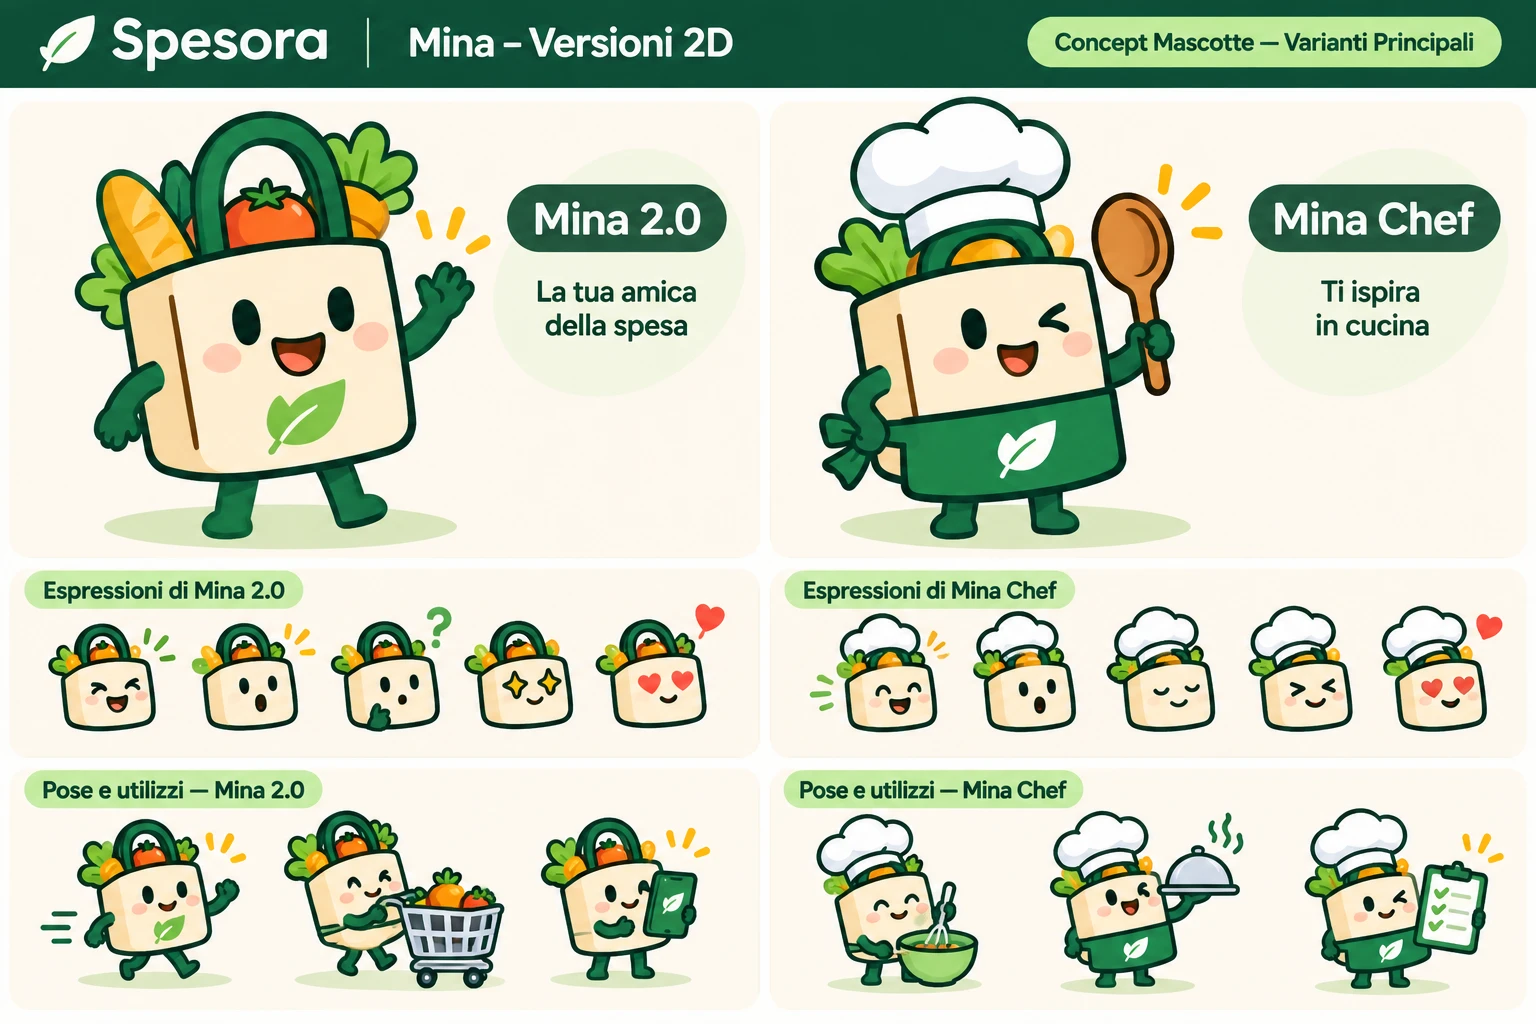 Spesora
Mina – Versioni 2D
Concept Mascotte — Varianti Principali
Mina 2.0
La tua amica
della spesa
Mina Chef
Ti ispira
in cucina
Espressioni di Mina 2.0
?
Espressioni di Mina Chef
Pose e utilizzi — Mina 2.0
Pose e utilizzi — Mina Chef